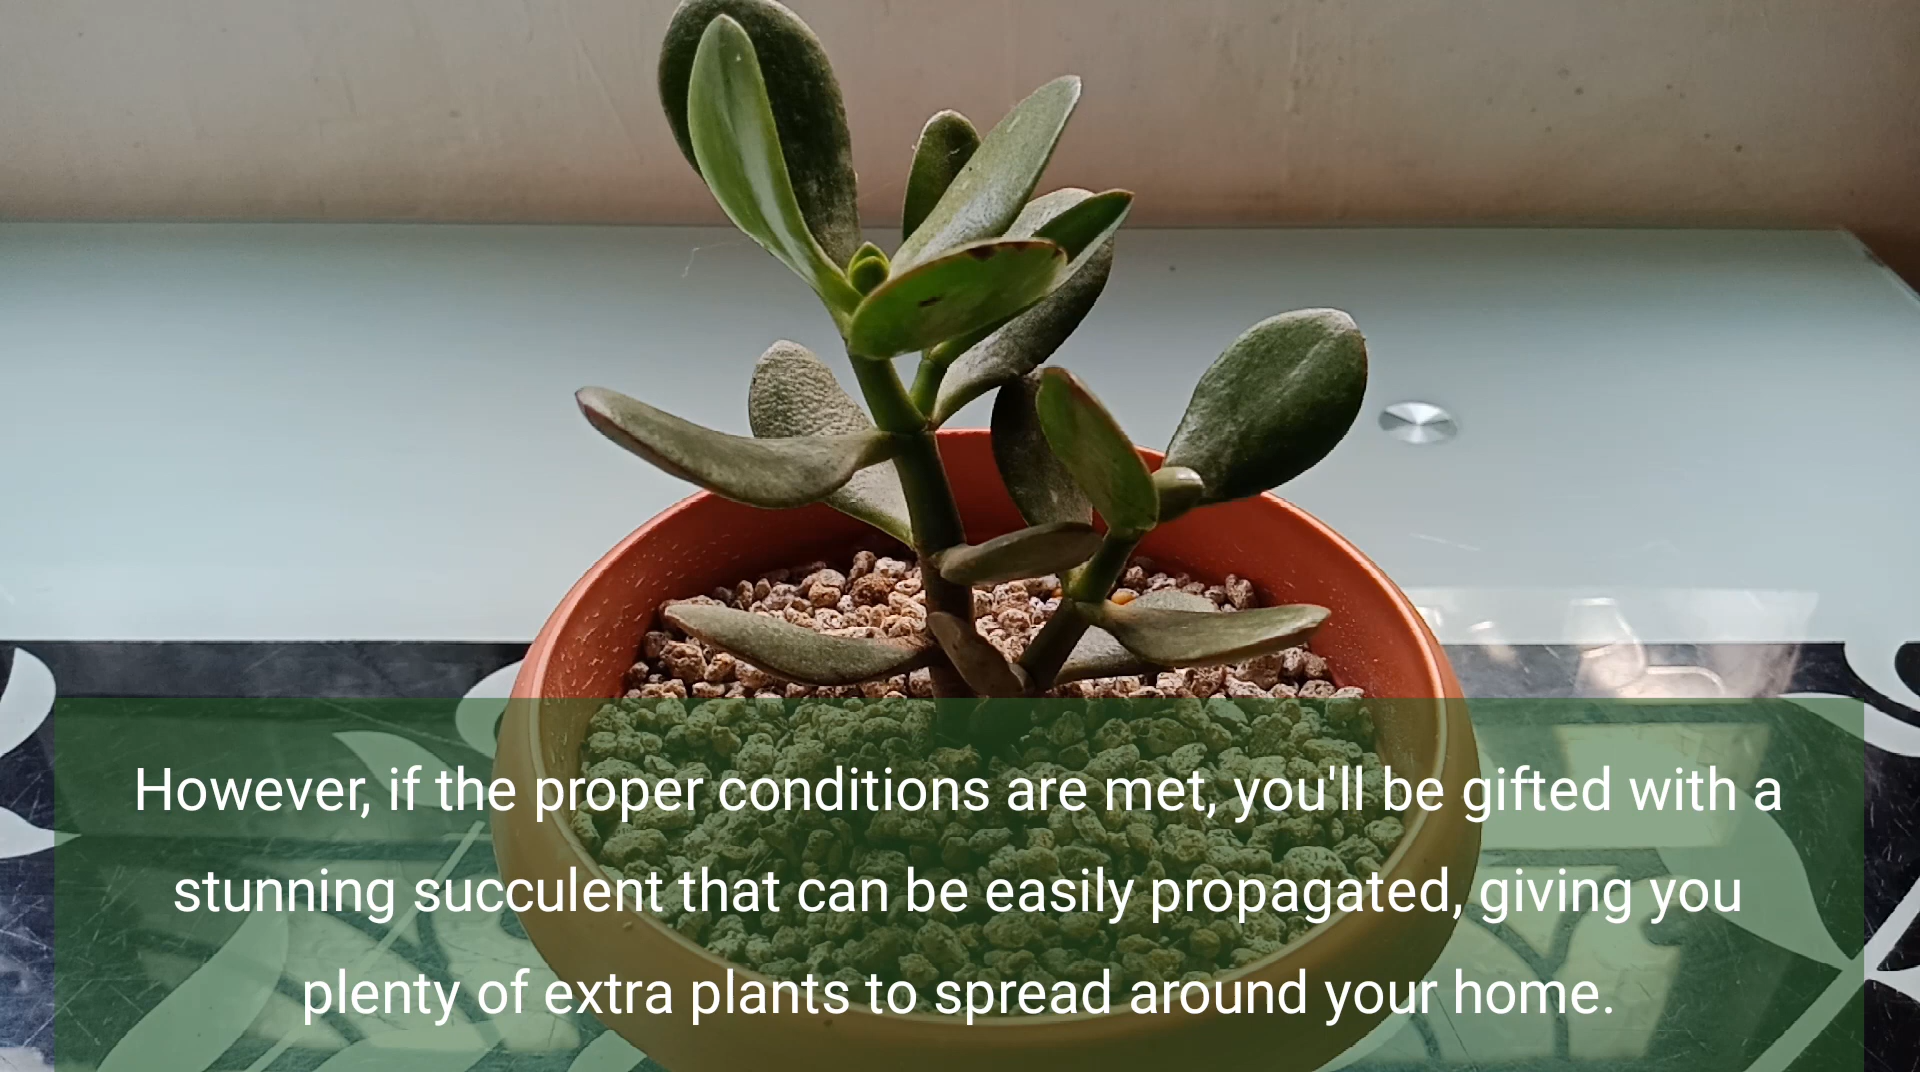 However, if the proper conditions are met, you'll be gifted with a
stunning succulent that can be easily propagated, giving you
plenty of extra plants to spread around your home.